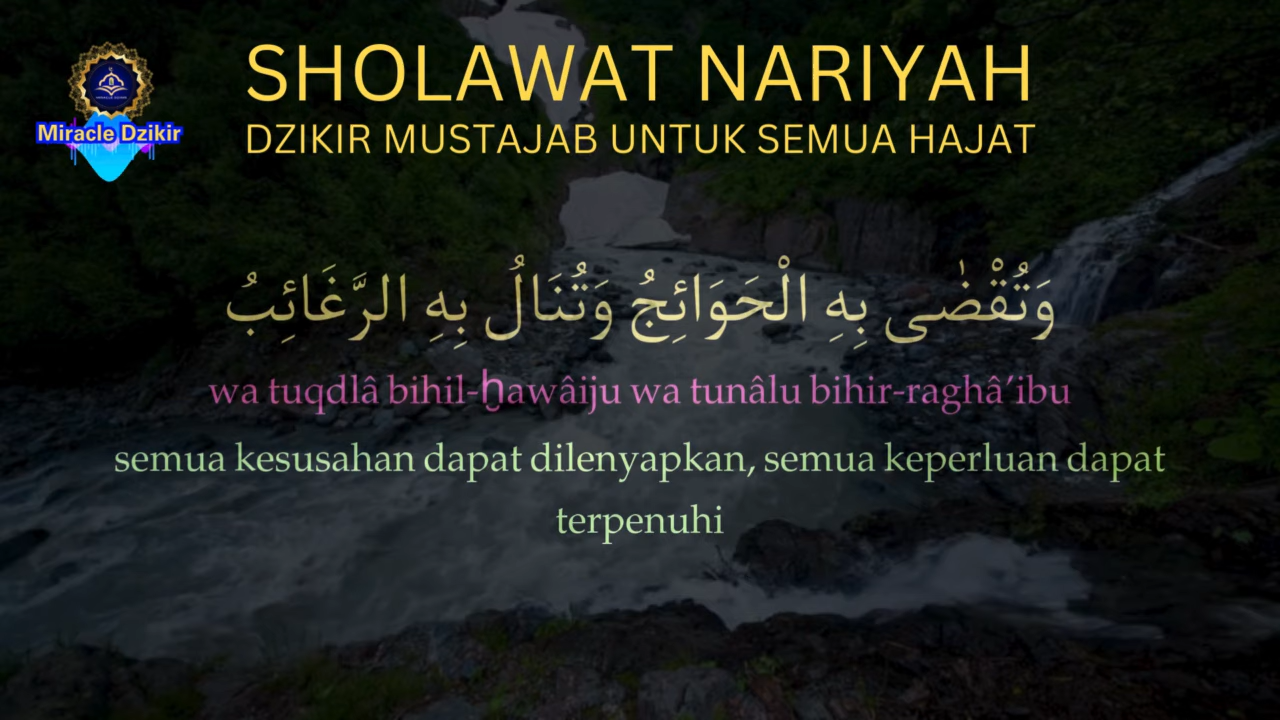 SHOLAWAT NARIYAH
Miracle Dzikir
DZIKIR MUSTAJAB UNTUK SEMUA HAJAT
وَتُقْضٰى بِهِ الْحَوَائِجُ وَتُنَالُ بِهِ الرَّغَائِبُ
wa tuqdlâ bihil-ḫawâiju wa tunâlu bihir-raghâ’ibu
semua kesusahan dapat dilenyapkan, semua keperluan dapat
terpenuhi